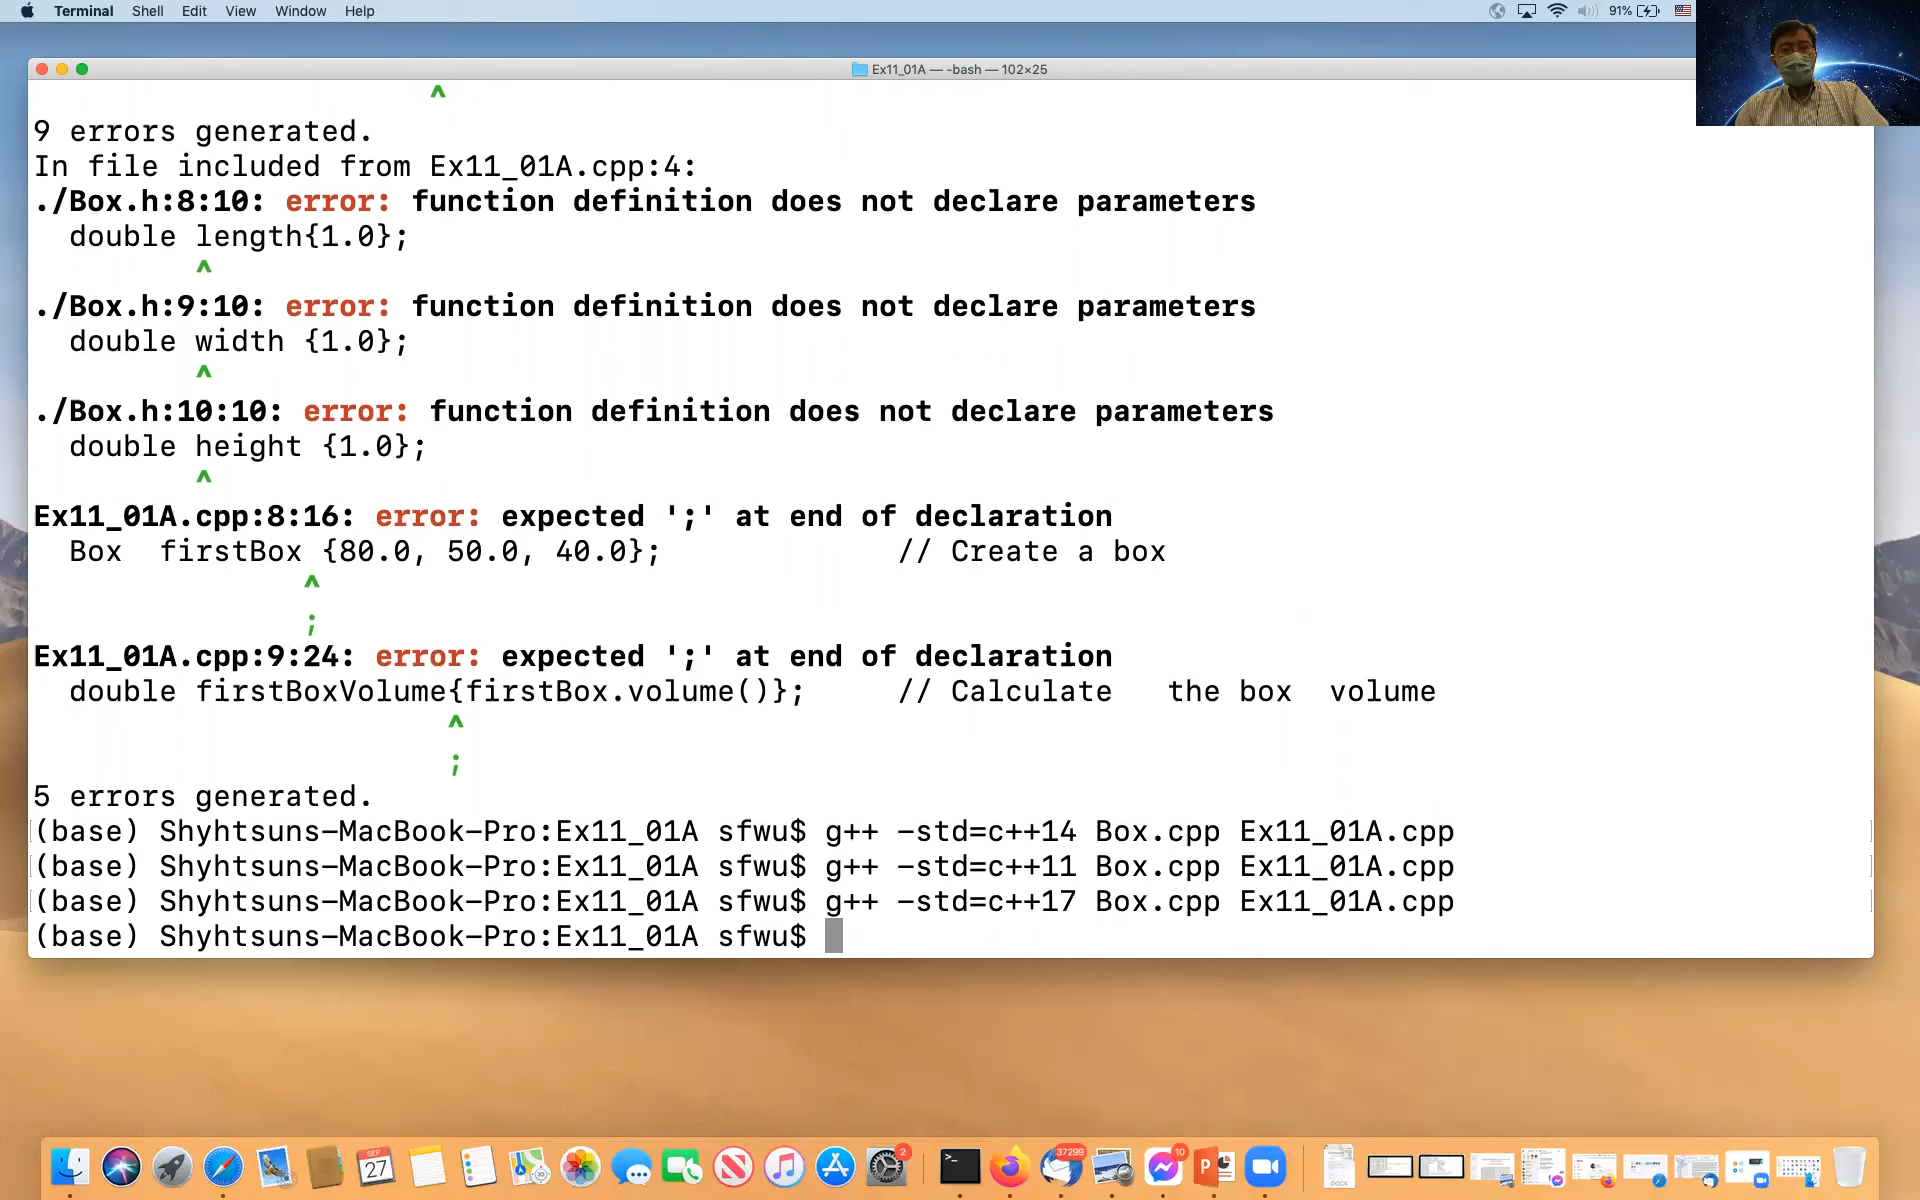 Terminal Shell Edit View Window Help 91%
Ex11_01A — -bash — 102×25
^
9 errors generated.
In file included from Ex11_01A.cpp:4:
./Box.h:8:10: error: function definition does not declare parameters
double length{1.0};
^
./Box.h:9:10: error: function definition does not declare parameters
double width {1.0};
^
./Box.h:10:10: error: function definition does not declare parameters
double height {1.0};
^
Ex11_01A.cpp:8:16: error: expected ';' at end of declaration
Box  firstBox {80.0, 50.0, 40.0};             // Create a box
^
;
Ex11_01A.cpp:9:24: error: expected ';' at end of declaration
double firstBoxVolume{firstBox.volume()};     // Calculate   the box  volume
^
;
5 errors generated.
(base) Shyhtsuns-MacBook-Pro:Ex11_01A sfwu$ g++ -std=c++14 Box.cpp Ex11_01A.cpp
(base) Shyhtsuns-MacBook-Pro:Ex11_01A sfwu$ g++ -std=c++11 Box.cpp Ex11_01A.cpp
(base) Shyhtsuns-MacBook-Pro:Ex11_01A sfwu$ g++ -std=c++17 Box.cpp Ex11_01A.cpp
(base) Shyhtsuns-MacBook-Pro:Ex11_01A sfwu$
SEP
27
2
37299
10
DOCX